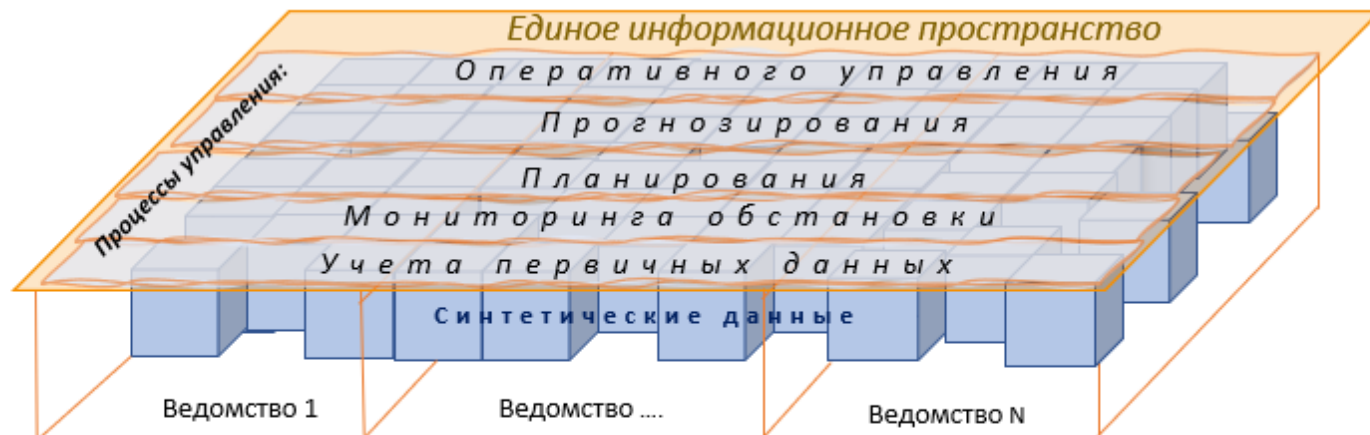 Единое информационное пространство
Процессы управления:
Оперативного управления
Прогнозирования
Планирования
Мониторинга обстановки
Учета первичных данных
Синтетические данные
Ведомство 1
Ведомство ....
Ведомство N